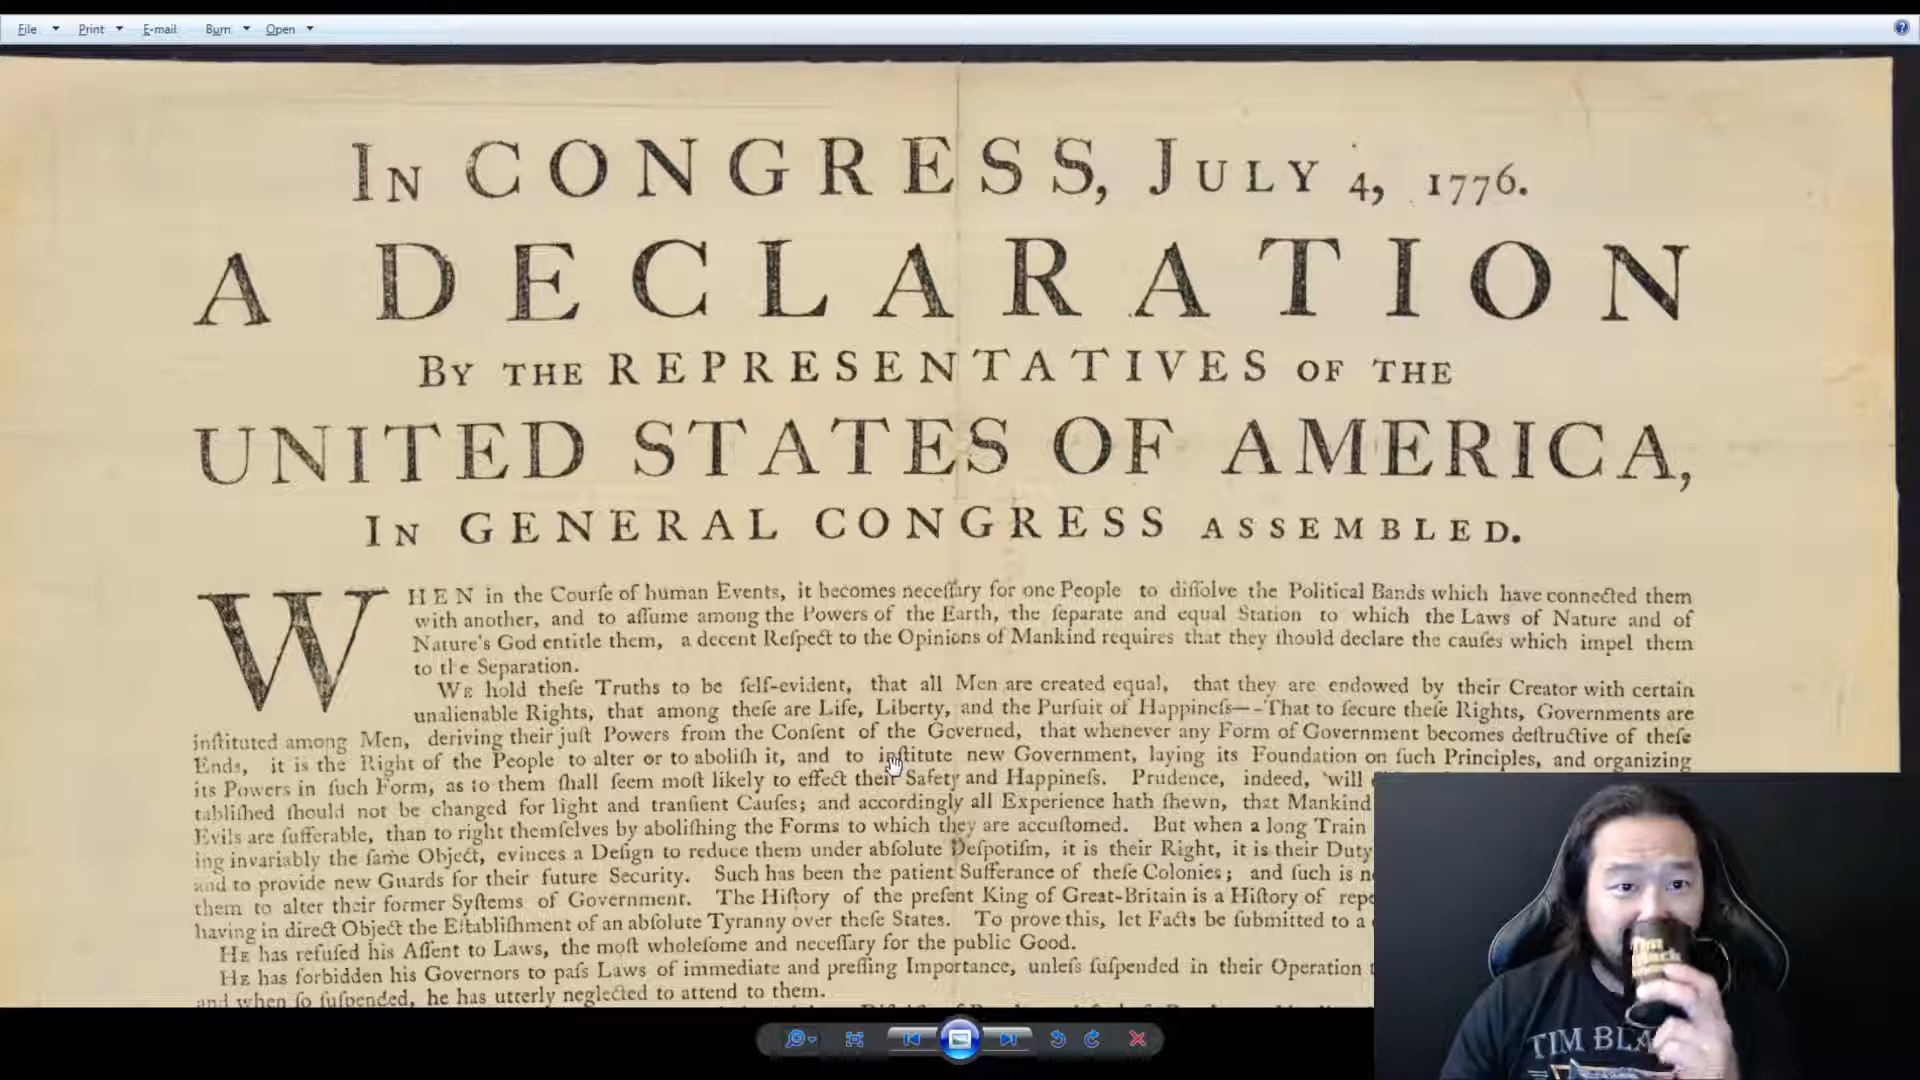 File Print E-mail Burn Open
In CONGRESS, July 4, 1776.
A DECLARATION
By the REPRESENTATIVES of the
UNITED STATES OF AMERICA,
In GENERAL CONGRESS assembled.
WHEN in the Courſe of human Events, it becomes neceſſary for one People to diſſolve the Political Bands which have connected them
with another, and to aſſume among the Powers of the Earth, the ſeparate and equal Station to which the Laws of Nature and of
Nature's God entitle them, a decent Reſpect to the Opinions of Mankind requires that they ſhould declare the cauſes which impel them
to the Separation.
We hold theſe Truths to be ſelf-evident, that all Men are created equal, that they are endowed by their Creator with certain
unalienable Rights, that among theſe are Life, Liberty, and the Purſuit of Happineſs--That to ſecure theſe Rights, Governments are
inſtituted among Men, deriving their juſt Powers from the Conſent of the Governed, that whenever any Form of Government becomes deſtructive of theſe
Ends, it is the Right of the People to alter or to aboliſh it, and to inſtitute new Government, laying its Foundation on ſuch Principles, and organizing
its Powers in ſuch Form, as to them ſhall ſeem moſt likely to effect their Safety and Happineſs. Prudence, indeed, will
tabliſhed ſhould not be changed for light and tranſient Cauſes; and accordingly all Experience hath ſhewn, that Mankind
Evils are ſufferable, than to right themſelves by aboliſhing the Forms to which they are accuſtomed. But when a long Train
ing invariably the ſame Object, evinces a Deſign to reduce them under abſolute Deſpotiſm, it is their Right, it is their Duty
and to provide new Guards for their future Security. Such has been the patient Sufferance of theſe Colonies; and ſuch is
them to alter their former Syſtems of Government. The Hiſtory of the preſent King of Great-Britain is a Hiſtory of
having in direct Object the Eſtabliſhment of an abſolute Tyranny over theſe States. To prove this, let Facts be ſubmitted to a
He has refuſed his Aſſent to Laws, the moſt wholeſome and neceſſary for the public Good.
He has forbidden his Governors to paſs Laws of immediate and preſſing Importance, unleſs ſuſpended in their Operation
and when ſo ſuſpended, he has utterly neglected to attend to them.
TIM